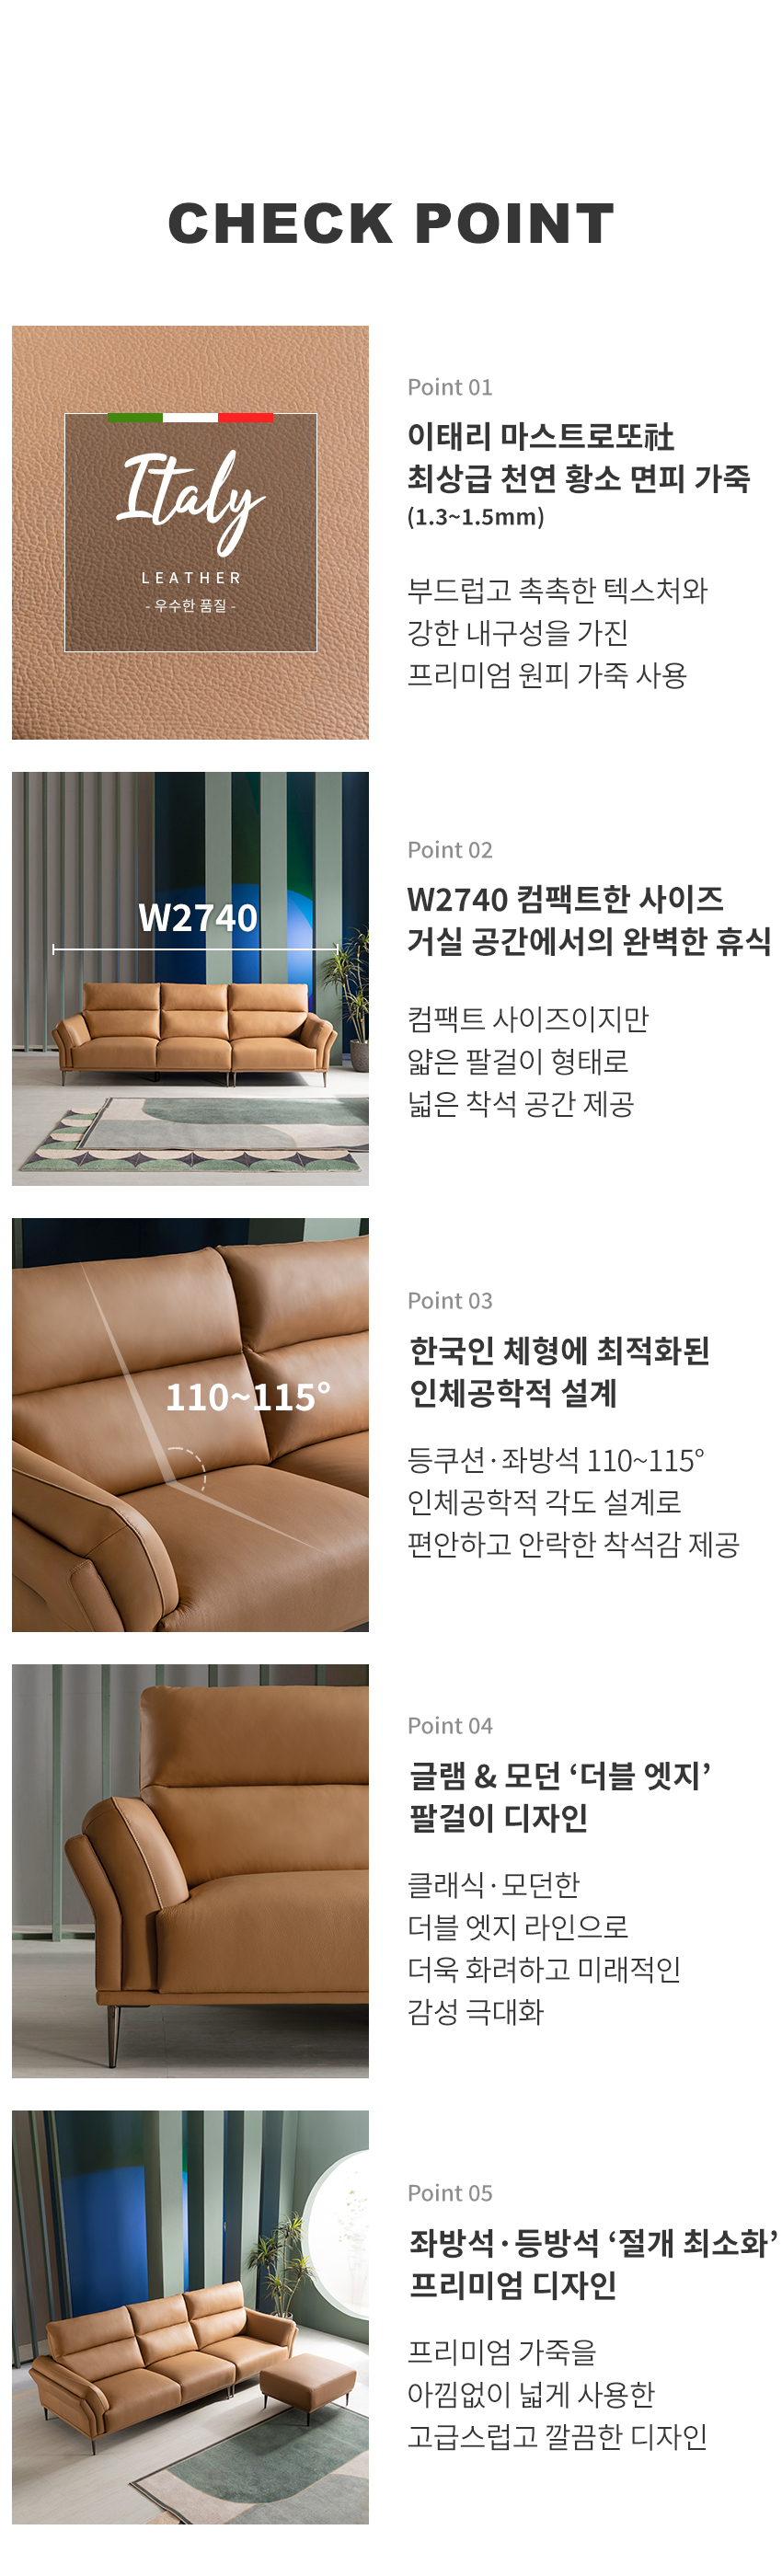 CHECK POINT
Italy
LEATHER
- 우수한 품질 -
Point 01
이태리 마스트로또社
최상급 천연 황소 면피 가죽
(1.3~1.5mm)
부드럽고 촉촉한 텍스처와
강한 내구성을 가진
프리미엄 원피 가죽 사용
W2740
Point 02
W2740 컴팩트한 사이즈
거실 공간에서의 완벽한 휴식
컴팩트 사이즈이지만
얇은 팔걸이 형태로
넓은 착석 공간 제공
110~115°
Point 03
한국인 체형에 최적화된
인체공학적 설계
등쿠션·좌방석 110~115°
인체공학적 각도 설계로
편안하고 안락한 착석감 제공
Point 04
글램 & 모던 ‘더블 엣지’
팔걸이 디자인
클래식·모던한
더블 엣지 라인으로
더욱 화려하고 미래적인
감성 극대화
Point 05
좌방석·등방석 ‘절개 최소화’
프리미엄 디자인
프리미엄 가죽을
아낌없이 넓게 사용한
고급스럽고 깔끔한 디자인